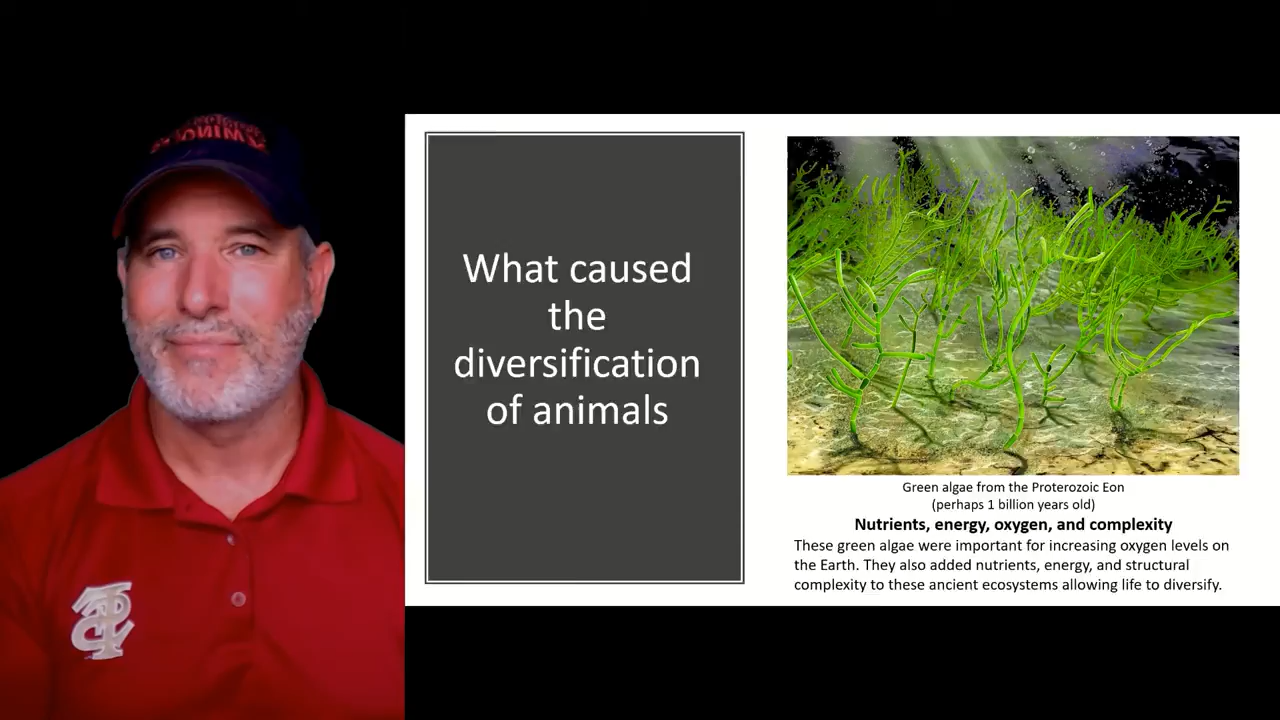 What caused
the
diversification
of animals
Green algae from the Proterozoic Eon
(perhaps 1 billion years old)
Nutrients, energy, oxygen, and complexity
These green algae were important for increasing oxygen levels on
the Earth. They also added nutrients, energy, and structural
complexity to these ancient ecosystems allowing life to diversify.